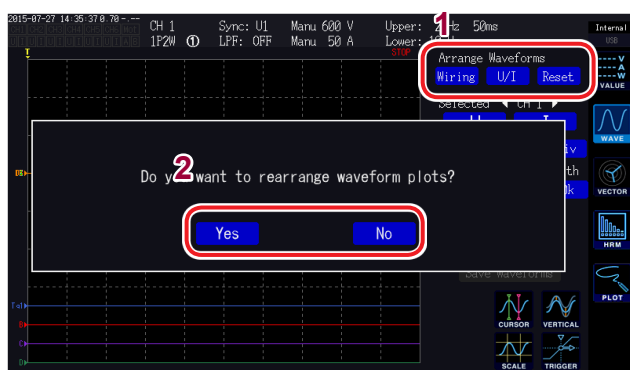 2015-07-27 14:35:37
CH 1 Sync: U1 Manu 600 V Upper: Hz 50ms
1P2W ① LPF: OFF Manu 50 A Lower:
Internal
USB
STOP
1
Arrange Waveforms
Wiring U/I Reset
V
A
W
VALUE
Selected CH 1
WAVE
2
Do you want to rearrange waveform plots?
Yes No
VECTOR
HRM
Save Waveforms
PLOT
CURSOR VERTICAL
SCALE TRIGGER